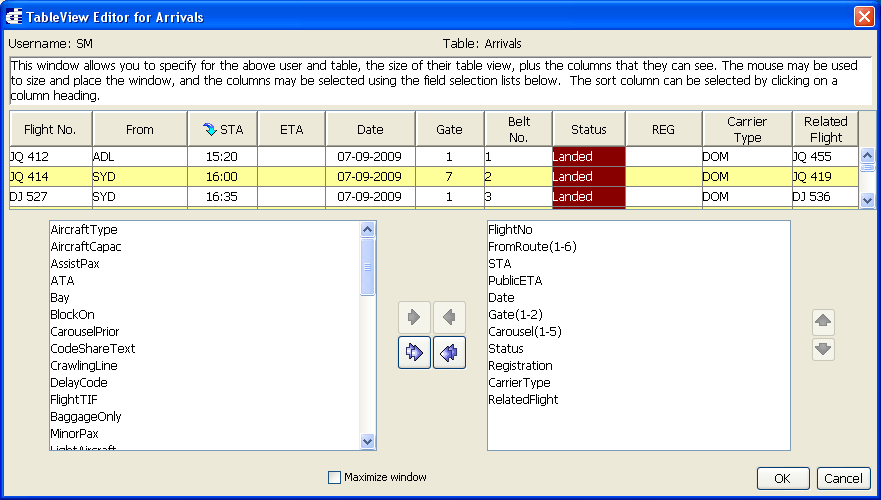 TableView Editor for Arrivals
Username: SM Table: Arrivals
This window allows you to specify for the above user and table, the size of their table view, plus the columns that they can see. The mouse may be used
to size and place the window, and the columns may be selected using the field selection lists below. The sort column can be selected by clicking on a
column heading.
Flight No. From STA ETA Date Gate Belt No. Status REG Carrier Type Related Flight
JQ 412 ADL 15:20 07-09-2009 1 1 Landed DOM JQ 455
JQ 414 SYD 16:00 07-09-2009 7 2 Landed DOM JQ 419
DJ 527 SYD 16:35 07-09-2009 1 3 Landed DOM DJ 536
AircraftType
AircraftCapac
AssistPax
ATA
Bay
BlockOn
CarouselPrior
CodeShareText
CrawlingLine
DelayCode
FlightTIF
BaggageOnly
MinorPax
LightAircraft
FlightNo
FromRoute(1-6)
STA
PublicETA
Date
Gate(1-2)
Carousel(1-5)
Status
Registration
CarrierType
RelatedFlight
Maximize window
OK Cancel